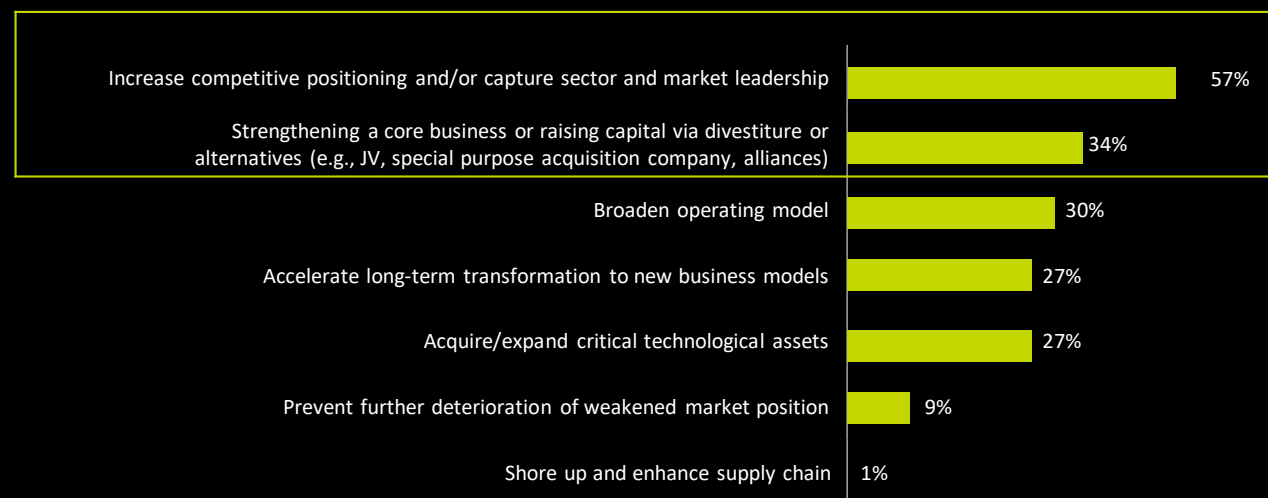 Increase competitive positioning and/or capture sector and market leadership
57%
Strengthening a core business or raising capital via divestiture or
alternatives (e.g., JV, special purpose acquisition company, alliances)
34%
Broaden operating model
30%
Accelerate long-term transformation to new business models
27%
Acquire/expand critical technological assets
27%
Prevent further deterioration of weakened market position
9%
Shore up and enhance supply chain
1%